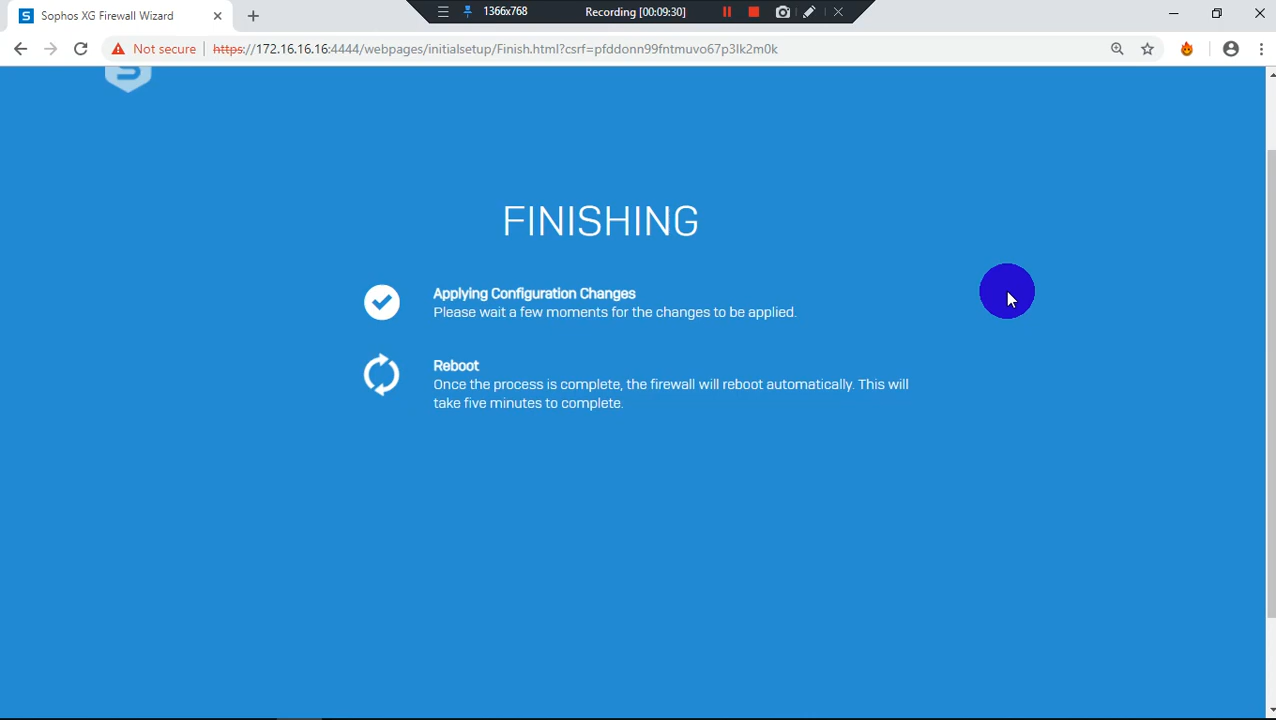 Sophos XG Firewall Wizard
1366x768
Recording [00:09:30]
Not secure
https://172.16.16.16:4444/webpages/initialsetup/Finish.html?csrf=pfddonn99fntmuvo67p3lk2m0k
FINISHING
Applying Configuration Changes
Please wait a few moments for the changes to be applied.
Reboot
Once the process is complete, the firewall will reboot automatically. This will
take five minutes to complete.